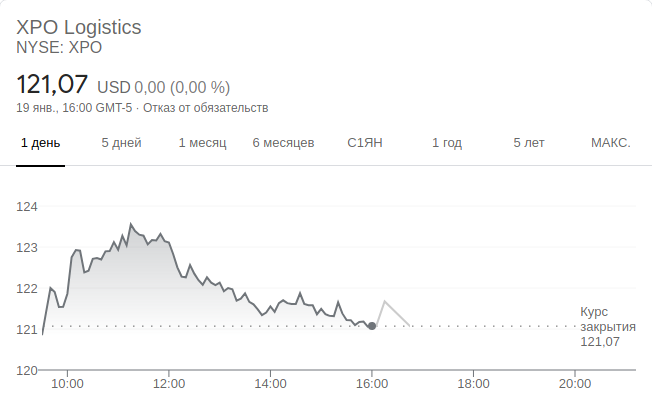 XPO Logistics
NYSE: XPO
121,07 USD 0,00 (0,00 %)
19 янв., 16:00 GMT-5 · Отказ от обязательств
1 день 5 дней 1 месяц 6 месяцев С1ЯН 1 год 5 лет МАКС.
124
123
122
121
120
Курс
закрытия
121,07
10:00 12:00 14:00 16:00 18:00 20:00